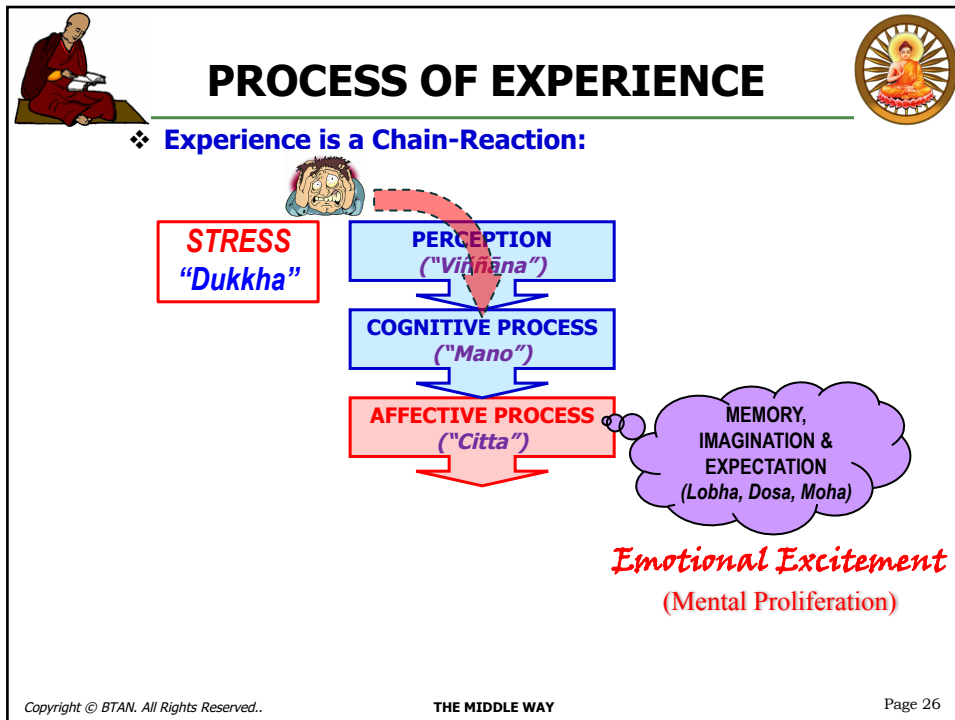 PROCESS OF EXPERIENCE
❖ Experience is a Chain-Reaction:
STRESS
“Dukkha”
PERCEPTION
(“Viññāna”)
COGNITIVE PROCESS
(“Mano”)
AFFECTIVE PROCESS
(“Citta”)
MEMORY,
IMAGINATION &
EXPECTATION
(Lobha, Dosa, Moha)
Emotional Excitement
(Mental Proliferation)
Copyright © BTAN. All Rights Reserved.. THE MIDDLE WAY Page 26